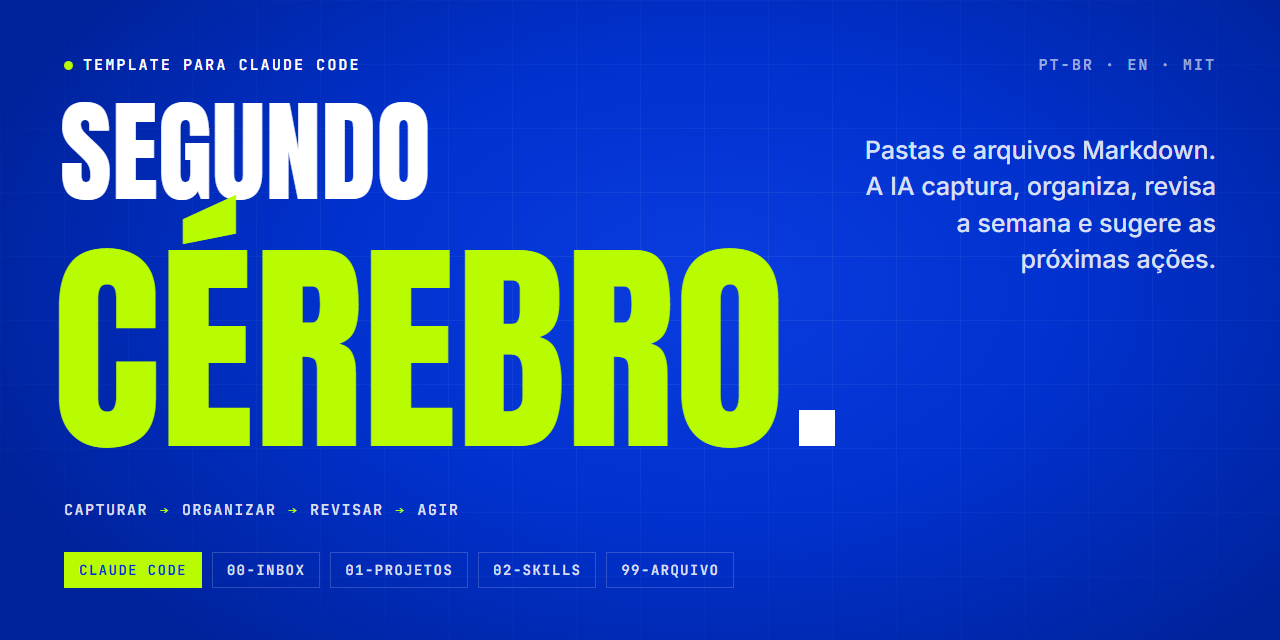 TEMPLATE PARA CLAUDE CODE
PT-BR · EN · MIT
SEGUNDO
CÉREBRO.
Pastas e arquivos Markdown.
A IA captura, organiza, revisa
a semana e sugere as
próximas ações.
CAPTURAR → ORGANIZAR → REVISAR → AGIR
CLAUDE CODE
00-INBOX
01-PROJETOS
02-SKILLS
99-ARQUIVO